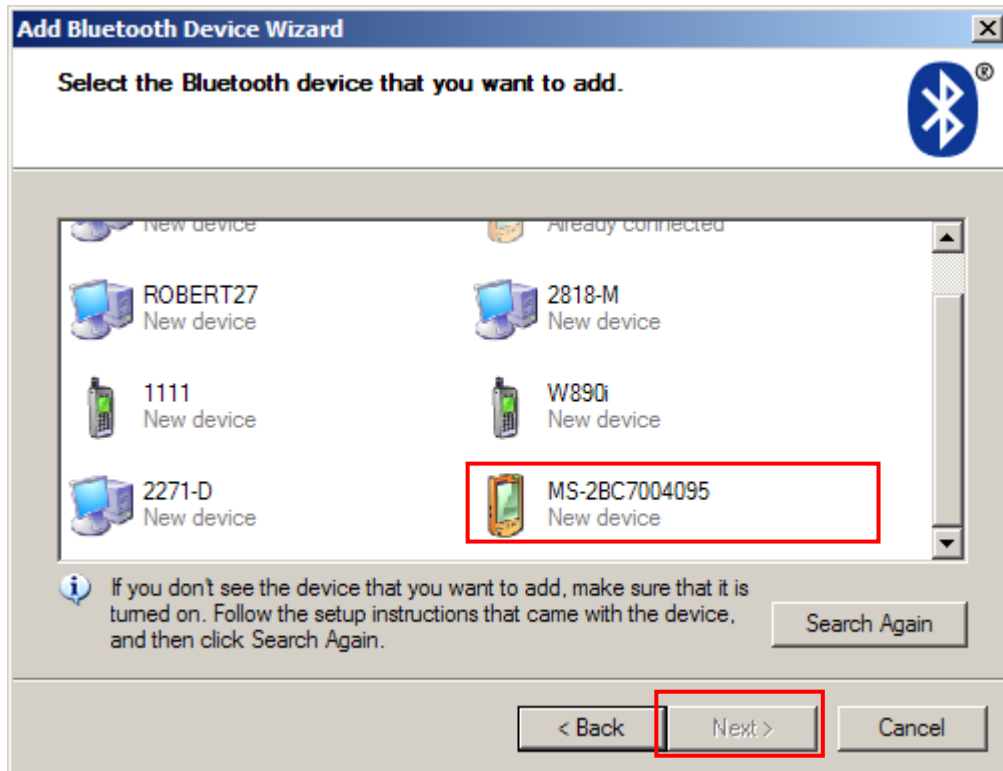 Add Bluetooth Device Wizard
Select the Bluetooth device that you want to add.
®
New device
Already connected
ROBERT27
New device
2818-M
New device
1111
New device
W890i
New device
2271-D
New device
MS-2BC7004095
New device
If you don't see the device that you want to add, make sure that it is
turned on. Follow the setup instructions that came with the device,
and then click Search Again.
Search Again
< Back
Next >
Cancel